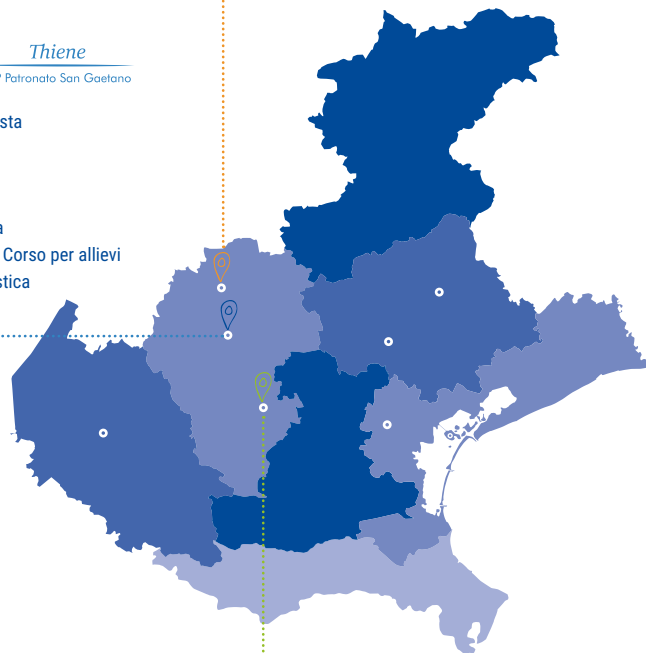 Thiene
Patronato San Gaetano
sta
a
Corso per allievi
stica